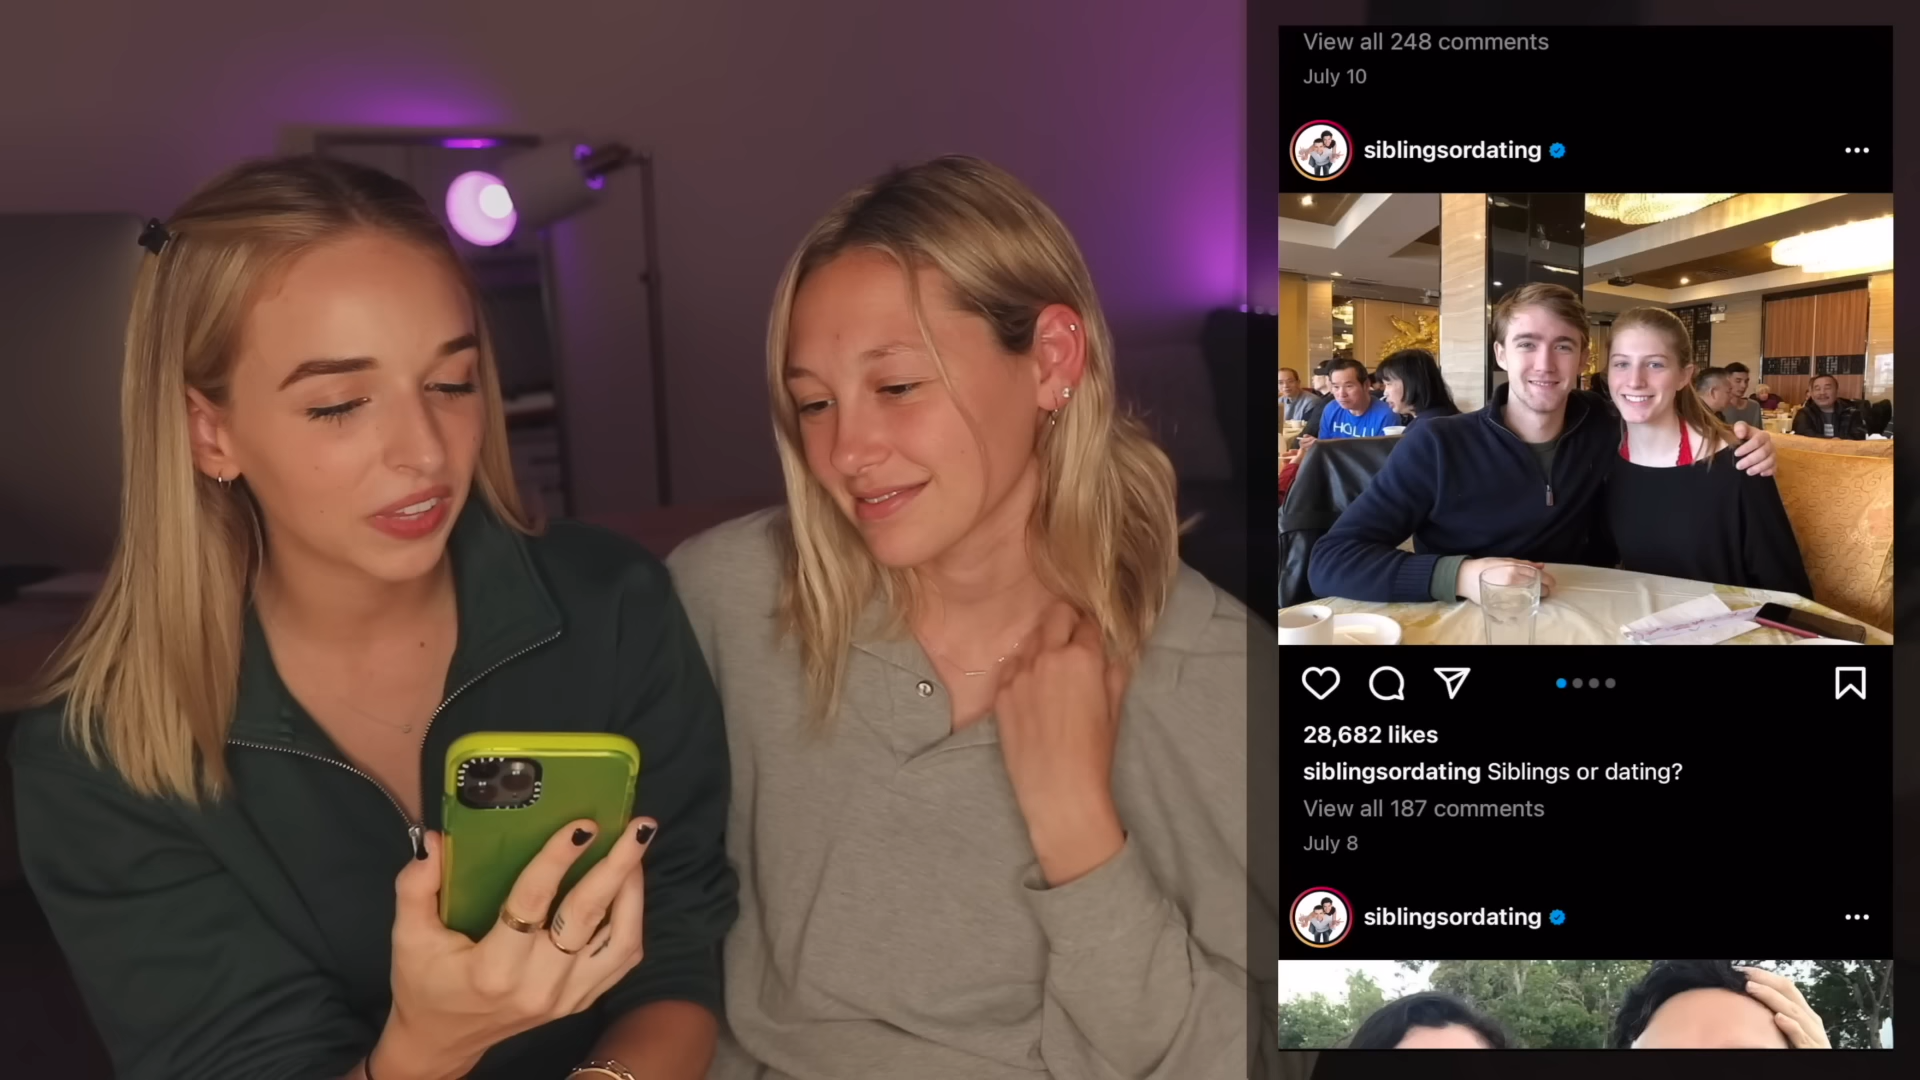 View all 248 comments
July 10
siblingsordating
HOLLI
28,682 likes
siblingsordating Siblings or dating?
View all 187 comments
July 8
siblingsordating